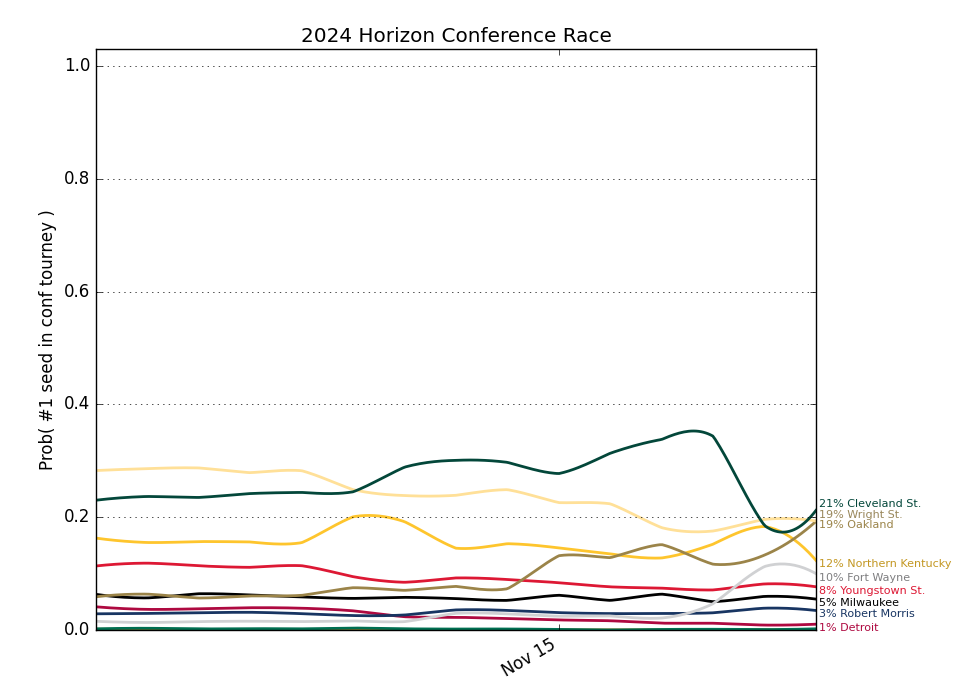 2024 Horizon Conference Race
Prob( #1 seed in conf tourney )
1.0
0.8
0.6
0.4
0.2
0.0
Nov 15
21% Cleveland St.
19% Wright St.
19% Oakland
12% Northern Kentucky
10% Fort Wayne
8% Youngstown St.
5% Milwaukee
3% Robert Morris
1% Detroit